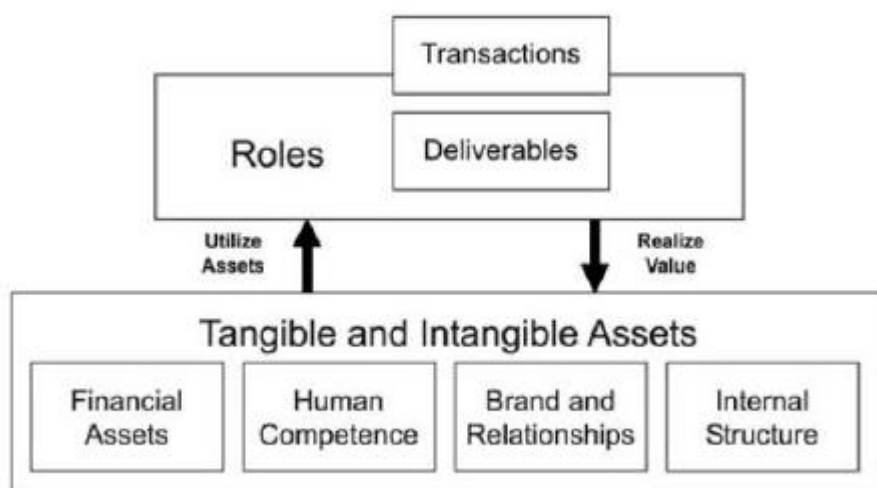 Transactions
Roles
Deliverables
Utilize
Assets
Realize
Value
Tangible and Intangible Assets
Financial
Assets
Human
Competence
Brand and
Relationships
Internal
Structure